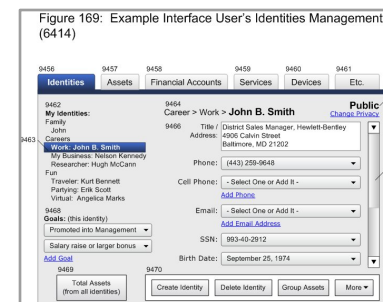 Figure 169: Example Interface User's Identities Management
(6414)
9456 9457 9458 9459 9460 9461
Identities Assets Financial Accounts Services Devices Etc.
9462
My Identities:
Family
John
Careers
9463
Work: John B. Smith
My Business: Nelson Kennedy
Researcher: Hugh McCann
Fun
Traveler: Kurt Bennett
Partying: Erik Scott
Virtual: Angelica Marks
9468
Goals: (this identity)
Promoted into Management
Salary raise or larger bonus
Add Goal
9469
Total Assets
(from all identities)
9464
Career > Work > John B. Smith
Public
Change Privacy
9466 Title / Address:
District Sales Manager, Hewlett-Bentley
4906 Calvin Street
Baltimore, MD 21202
Phone: (443) 259-9648
Cell Phone: - Select One or Add It -
Add Phone
Email: - Select One or Add It -
Add Email Address
SSN: 993-40-2912
Birth Date: September 25, 1974
9470
Create Identity Delete Identity Group Assets More